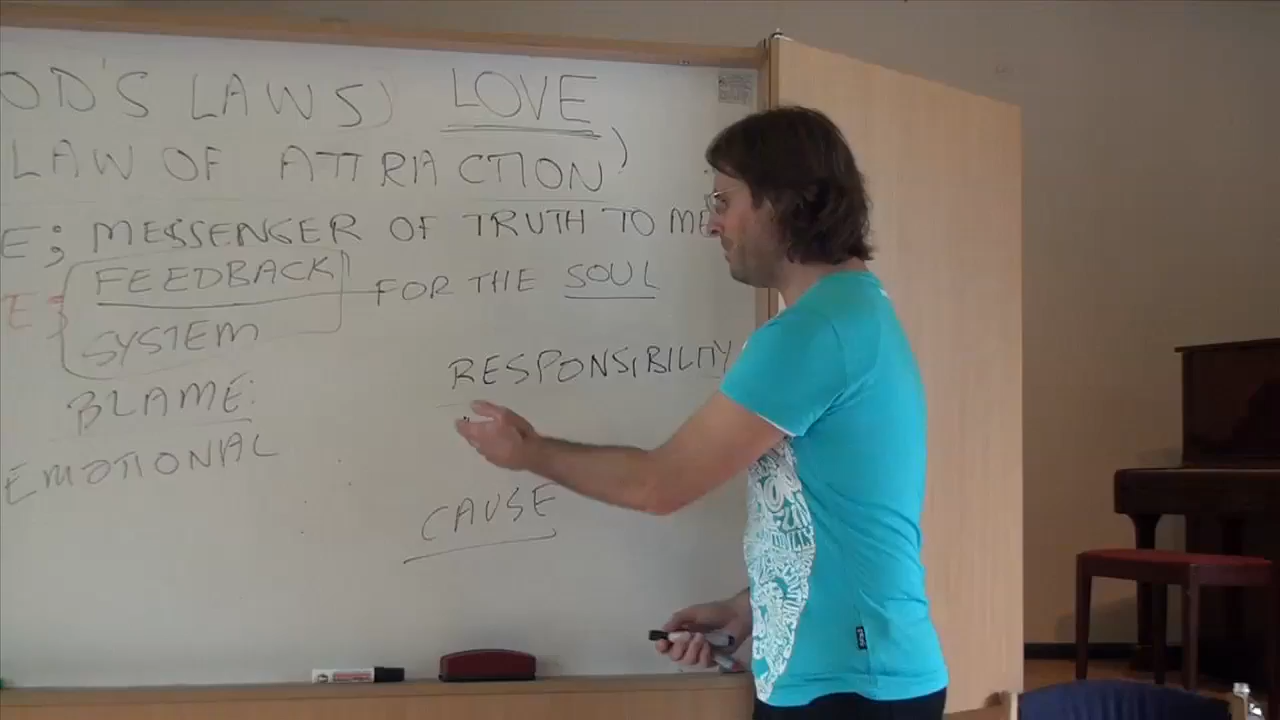 OD'S LAWS) LOVE
LAW OF ATTRACTION)
E; MESSENGER OF TRUTH TO ME
FEEDBACK FOR THE SOUL
E SYSTEM
RESPONSIBILITY
BLAME:
EMOTIONAL
CAUSE